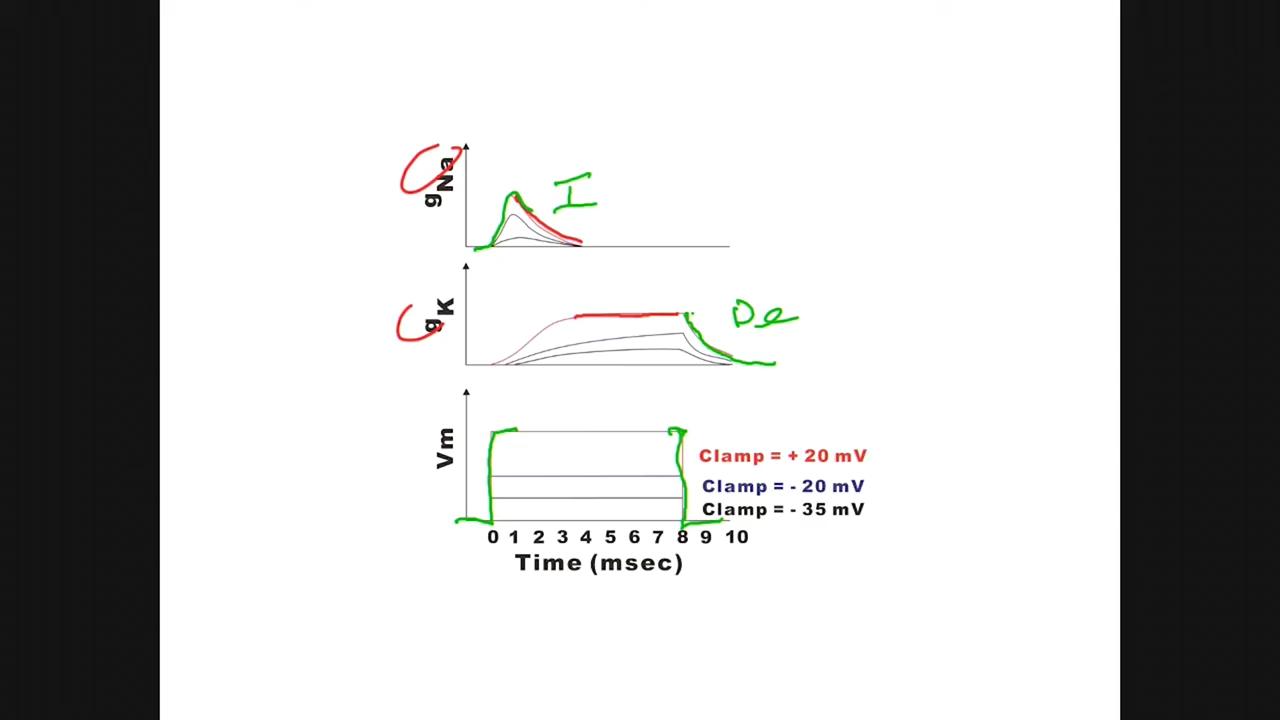 gNa
I
gK
De
Vm
Clamp = + 20 mV
Clamp = - 20 mV
Clamp = - 35 mV
0 1 2 3 4 5 6 7 8 9 10
Time (msec)